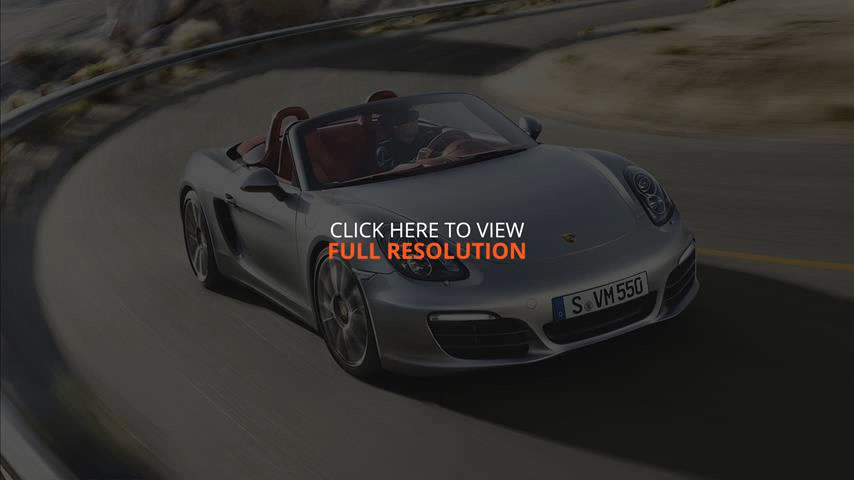 CLICK HERE TO VIEW
FULL RESOLUTION
S VM 550